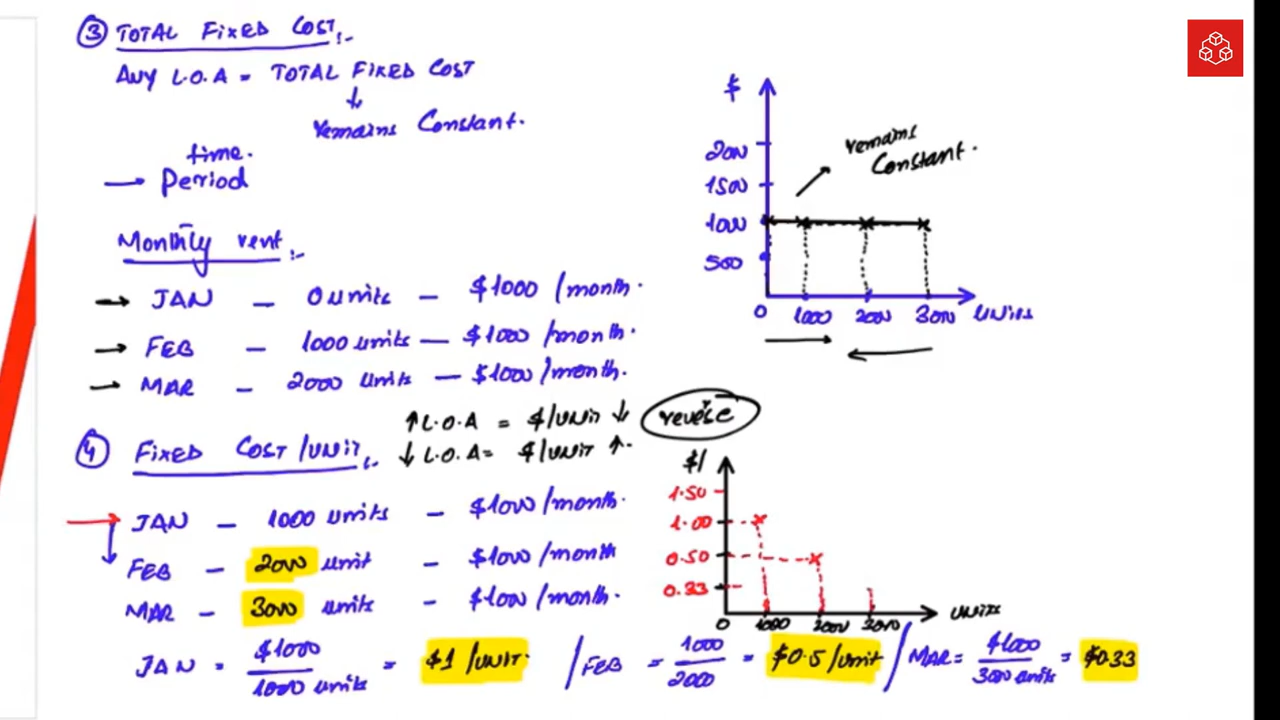 ③ TOTAL FIXED COST:-
ANY L.O.A = TOTAL FIXED COST
↓
remains Constant.
time.
→ Period
Monthly rent :-
→ JAN - 0 units - $1000 /month.
→ FEB - 1000 units - $1000 /month.
→ MAR - 2000 units - $1000 /month.
$
2000
1500
1000
500
0 1000 2000 3000 UNITS
remains
Constant.
④ FIXED COST/UNIT :-
↑ L.O.A = $/UNIT ↓
↓ L.O.A = $/UNIT ↑
revese
→ JAN - 1000 units - $1000 /month.
FEB - 2000 unit - $1000 /month
MAR - 3000 units - $1000 /month.
$/
1.50
1.00
0.50
0.33
0 1000 2000 3000 UNITS
JAN = $1000 / 1000 units = $1 /UNIT. / FEB = 1000 / 2000 = $0.5/unit / MAR = $1000 / 3000 units = $0.33